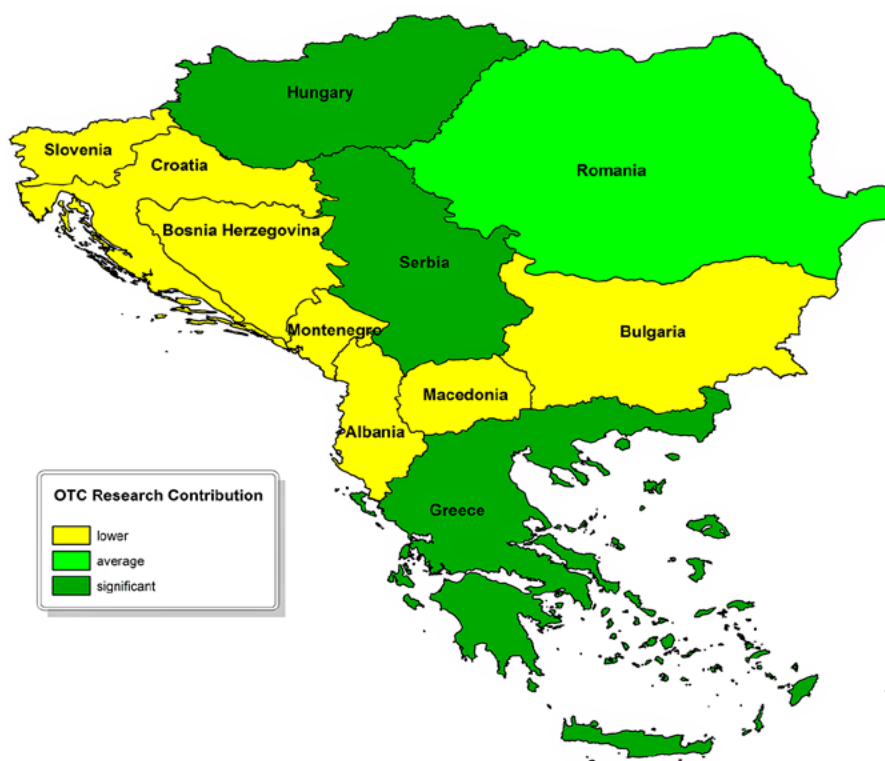 Hungary
Slovenia
Croatia
Romania
Bosnia Herzegovina
Serbia
Montenegro
Bulgaria
Macedonia
Albania
Greece
OTC Research Contribution
lower
average
significant